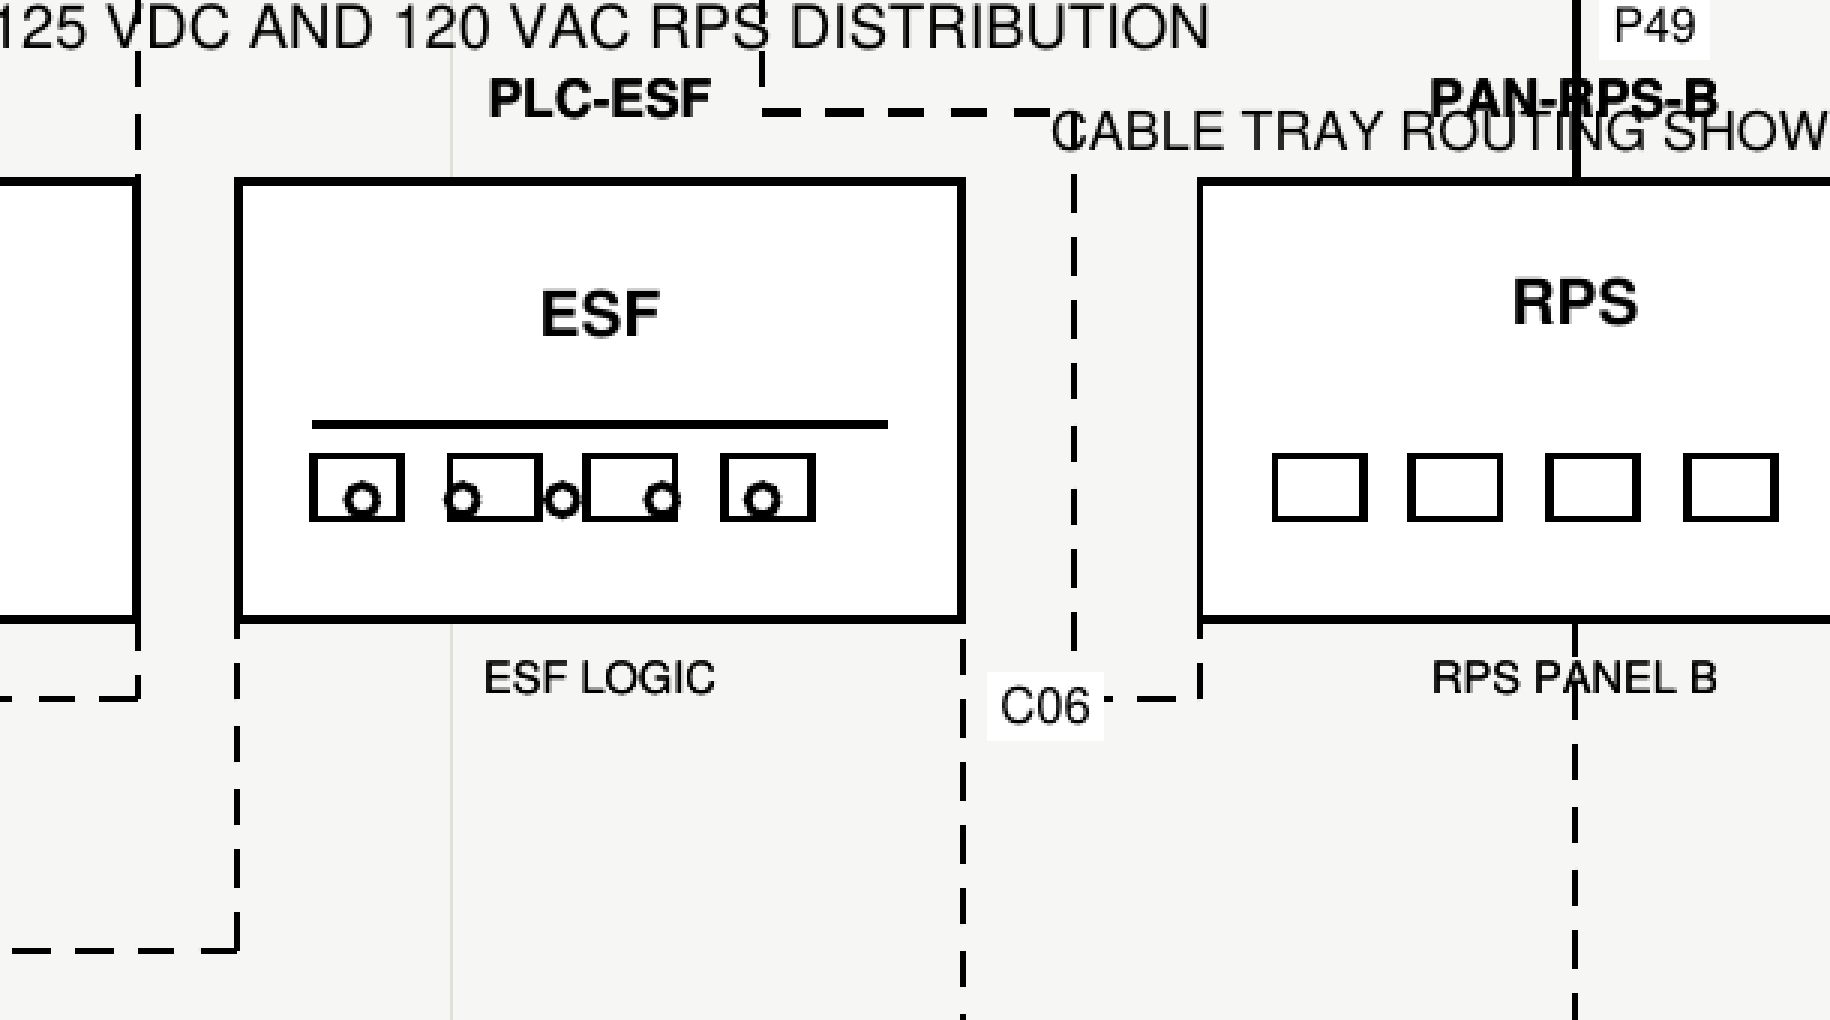 125 VDC AND 120 VAC RPS DISTRIBUTION
P49
PLC-ESF
PAN-RPS-B
CABLE TRAY ROUTING SHOW
ESF
RPS
ESF LOGIC
RPS PANEL B
C06